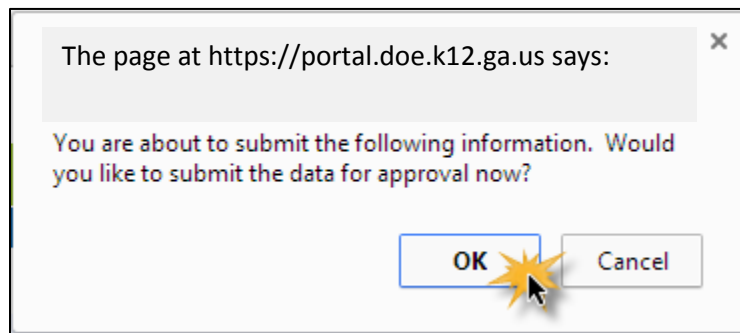 The page at https://portal.doe.k12.ga.us says:
You are about to submit the following information.  Would
you like to submit the data for approval now?
OK
Cancel